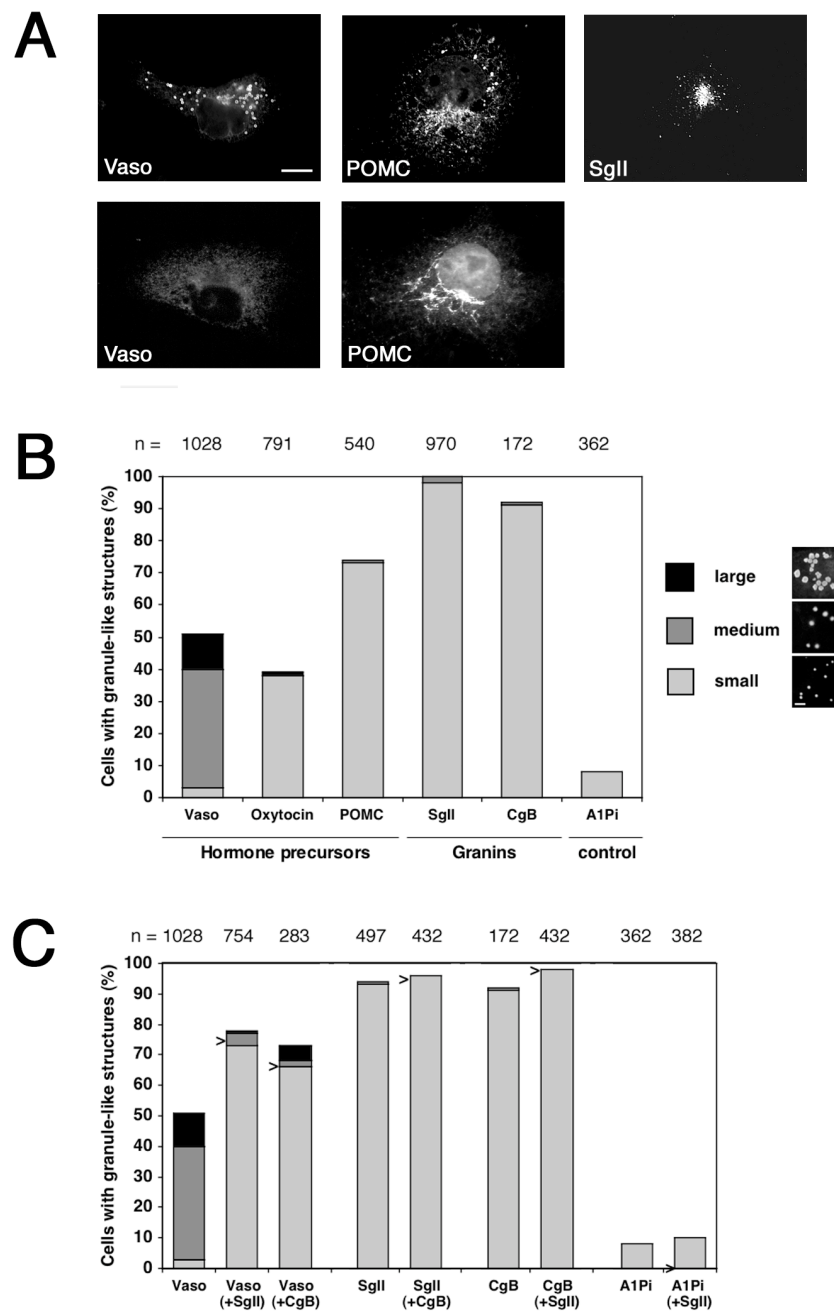 A
Vaso
POMC
SgII
Vaso
POMC
B
n = 1028 791 540 970 172 362
Cells with granule-like structures (%)
100
90
80
70
60
50
40
30
20
10
0
large
medium
small
Vaso Oxytocin POMC SgII CgB A1Pi
Hormone precursors Granins control
C
n = 1028 754 283 497 432 172 432 362 382
Cells with granule-like structures (%)
100
90
80
70
60
50
40
30
20
10
0
> > > > >
Vaso Vaso Vaso SgII SgII CgB CgB A1Pi A1Pi
(+SgII) (+CgB) (+CgB) (+SgII) (+SgII)